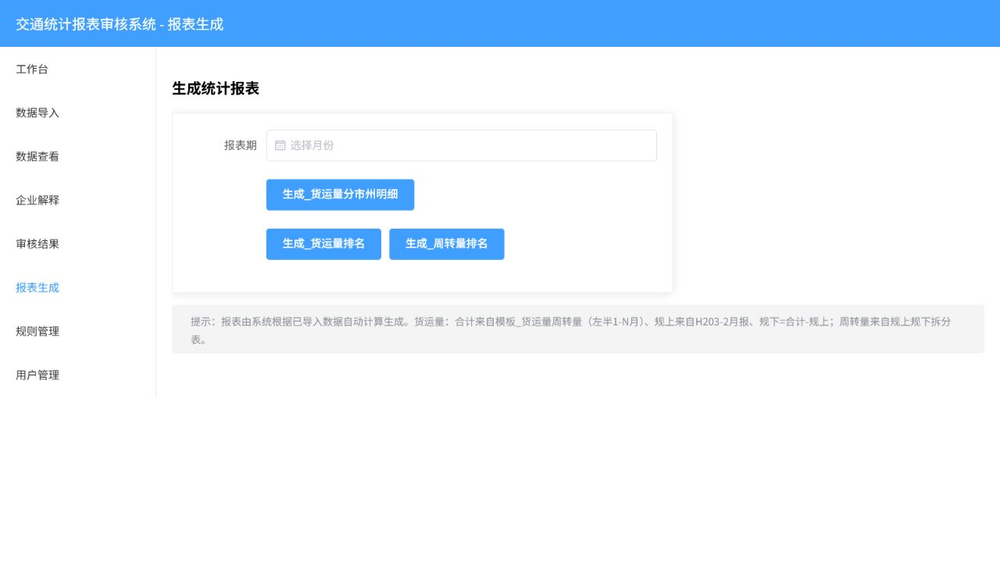 交通统计报表审核系统 - 报表生成
工作台
数据导入
数据查看
企业解释
审核结果
报表生成
规则管理
用户管理
生成统计报表
报表期
选择月份
生成_货运量分市州明细
生成_货运量排名
生成_周转量排名
提示：报表由系统根据已导入数据自动计算生成。货运量：合计来自模板_货运量周转量（左半1-N月）、规上来自H203-2月报、规下=合计-规上；周转量来自规上规下拆分
表。